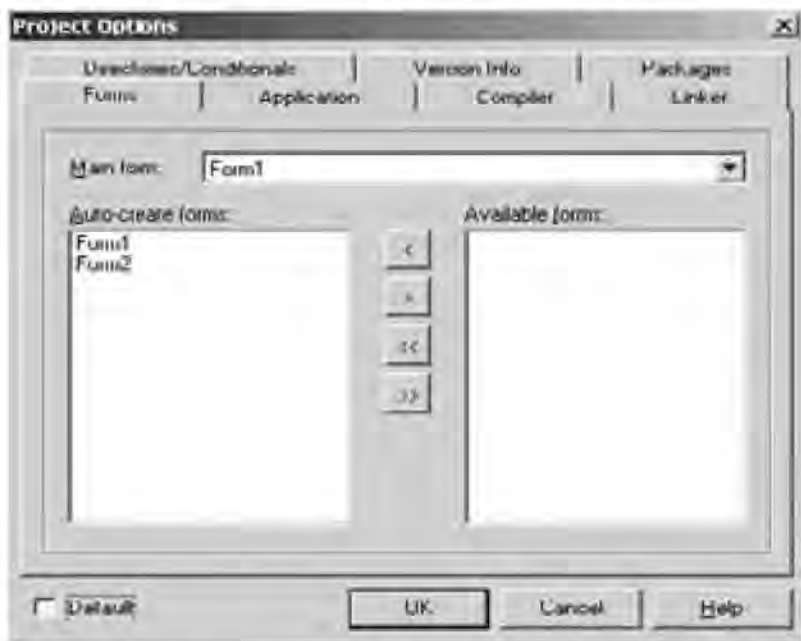 Project Options
Directories/Conditionals Version Info Packages
Forms Application Compiler Linker
Main form: Form1
Auto-create forms: Available forms:
Form1
Form2
<
>
<<
>>
Default OK Cancel Help